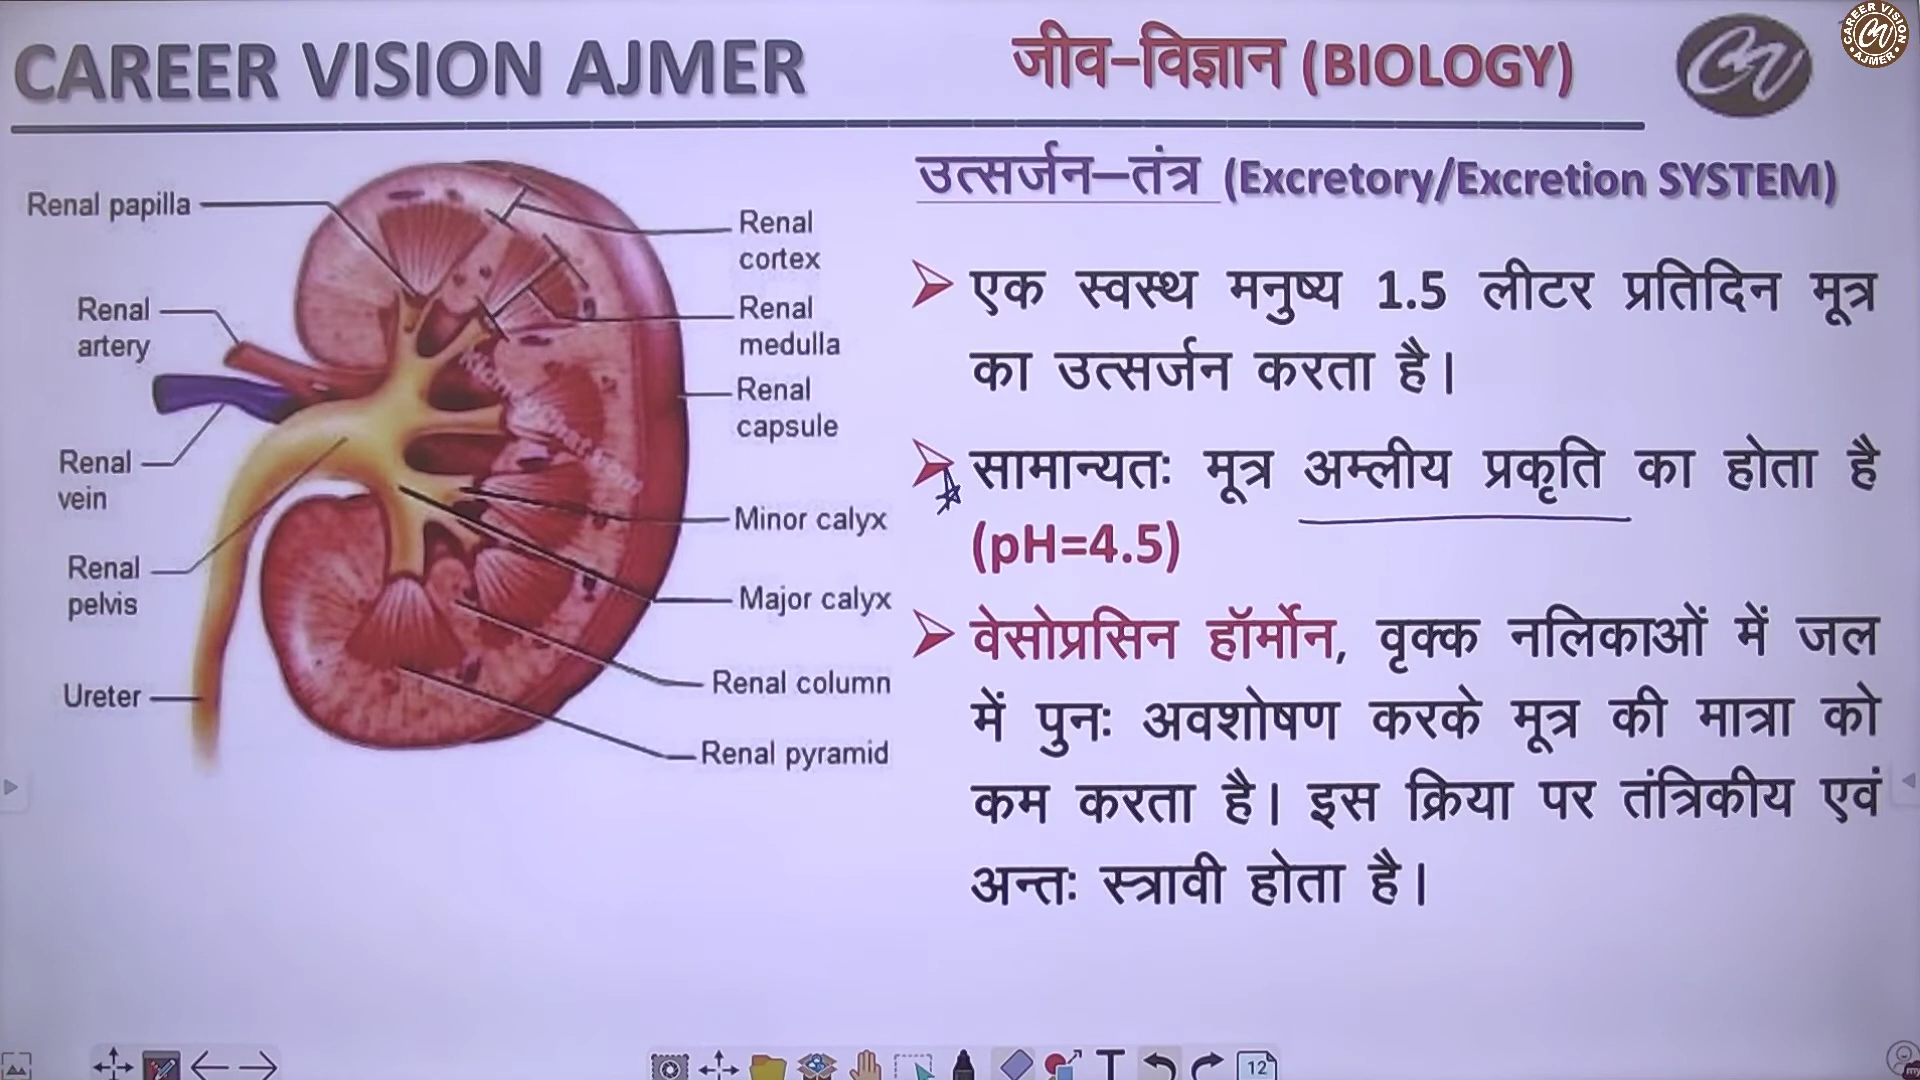 CAREER VISION AJMER
जीव–विज्ञान (BIOLOGY)
CAREER VISION
AJMER
उत्सर्जन–तंत्र (Excretory/Excretion SYSTEM)
Renal papilla
Renal
artery
Renal
vein
Renal
pelvis
Ureter
Renal
cortex
Renal
medulla
Renal
capsule
Minor calyx
Major calyx
Renal column
Renal pyramid
एक स्वस्थ मनुष्य 1.5 लीटर प्रतिदिन मूत्र
का उत्सर्जन करता है।
सामान्यतः मूत्र अम्लीय प्रकृति का होता है
(pH=4.5)
वेसोप्रसिन हॉर्मोन, वृक्क नलिकाओं में जल
में पुनः अवशोषण करके मूत्र की मात्रा को
कम करता है। इस क्रिया पर तंत्रिकीय एवं
अन्तः स्त्रावी होता है।
12